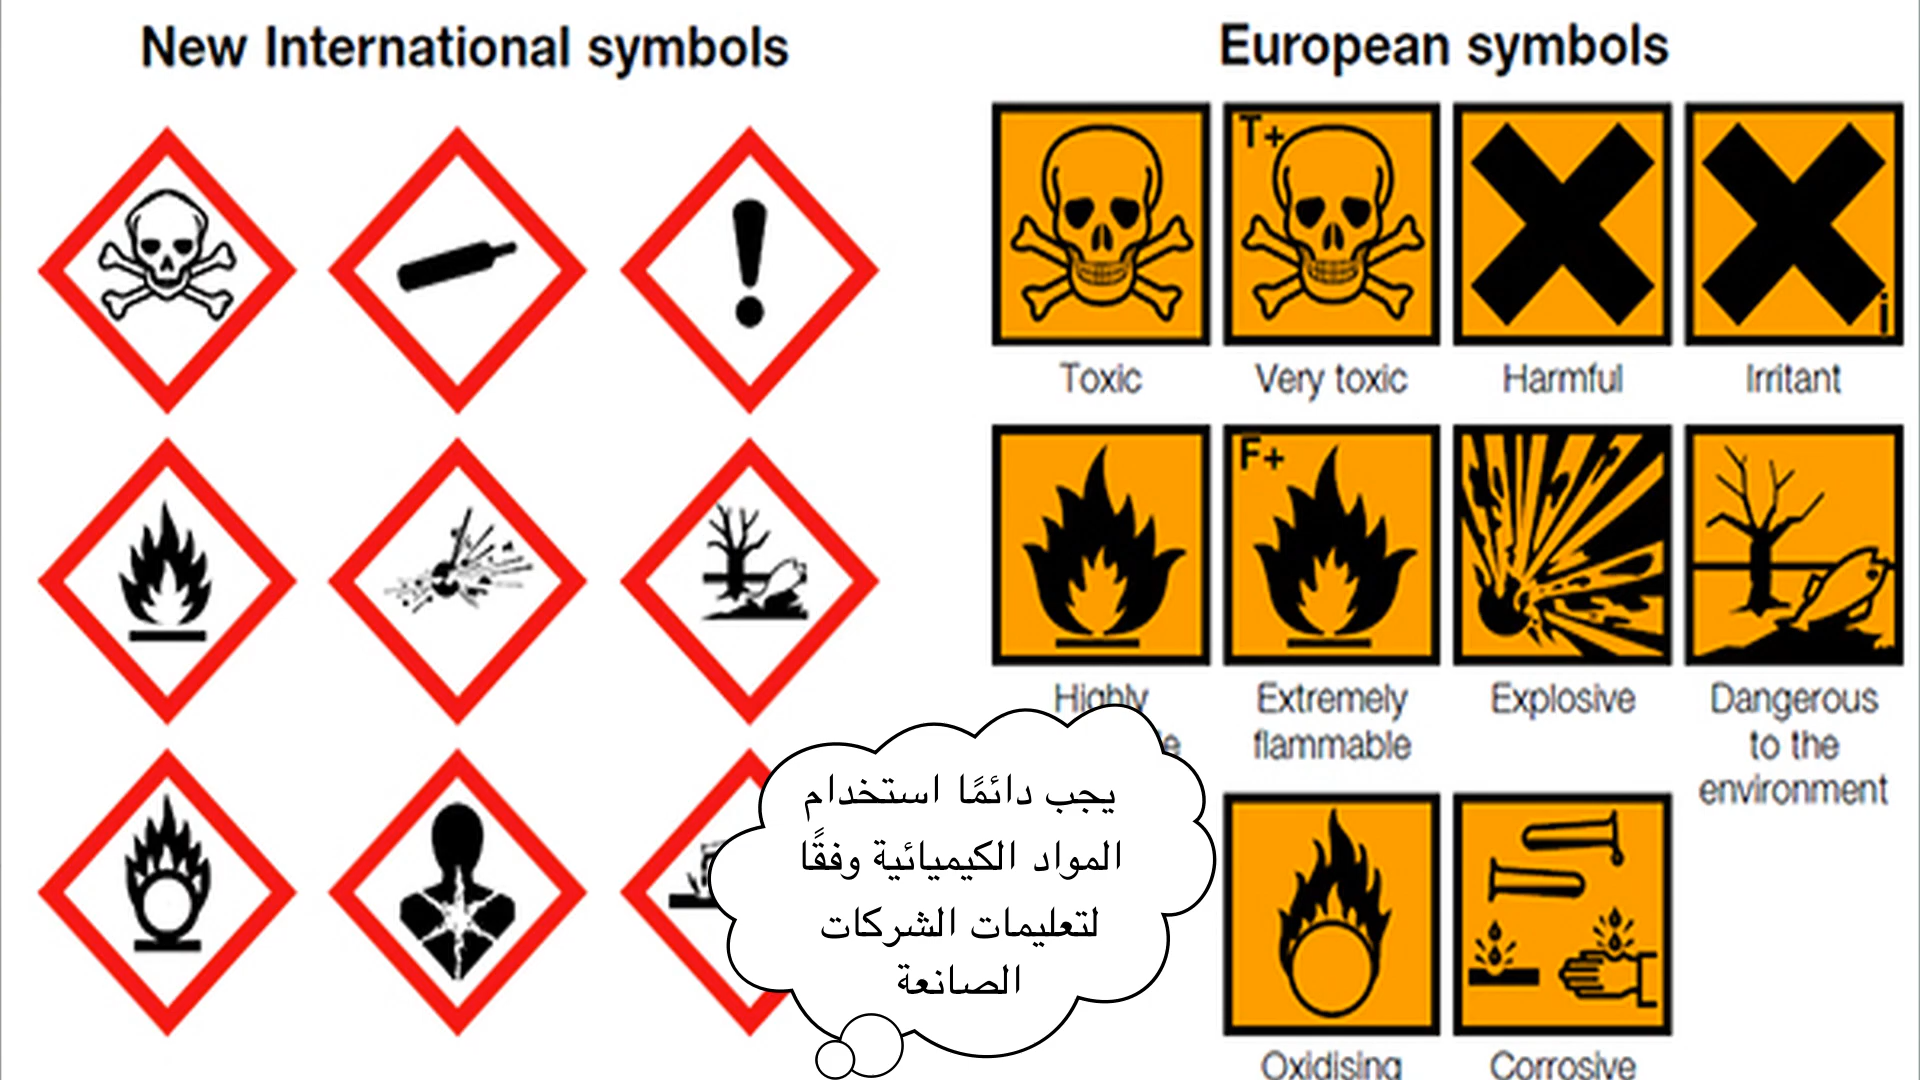 New International symbols
European symbols
T+
i
Toxic
Very toxic
Harmful
Irritant
F+
Highly
Extremely
flammable
Explosive
Dangerous
to the
environment
يجب دائمًا استخدام
المواد الكيميائية وفقًا
لتعليمات الشركات
الصانعة
Oxidising
Corrosive